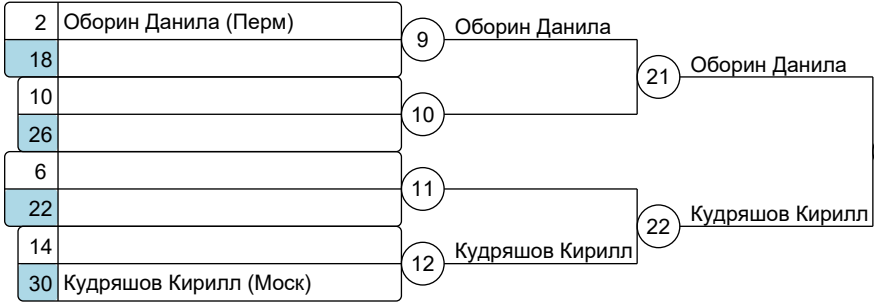 2 Оборин Данила (Перм)
9 Оборин Данила
18
21 Оборин Данила
10
10
26
6
11
22
22 Кудряшов Кирилл
14
12 Кудряшов Кирилл
30 Кудряшов Кирилл (Моск)